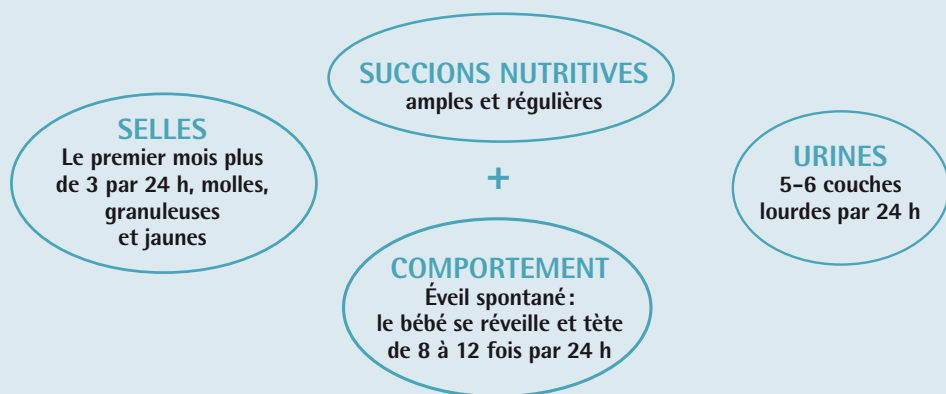 SUCCIONS NUTRITIVES
amples et régulières
SELLES
Le premier mois plus
de 3 par 24 h, molles,
granuleuses
et jaunes
+
URINES
5-6 couches
lourdes par 24 h
COMPORTEMENT
Éveil spontané :
le bébé se réveille et tète
de 8 à 12 fois par 24 h